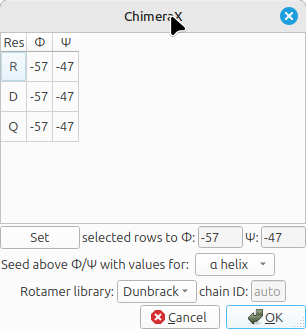 ChimeraX
Res Φ Ψ
R -57 -47
D -57 -47
Q -57 -47
Set selected rows to Φ: -57 Ψ: -47
Seed above Φ/Ψ with values for: α helix
Rotamer library: Dunbrack chain ID: auto
Cancel OK